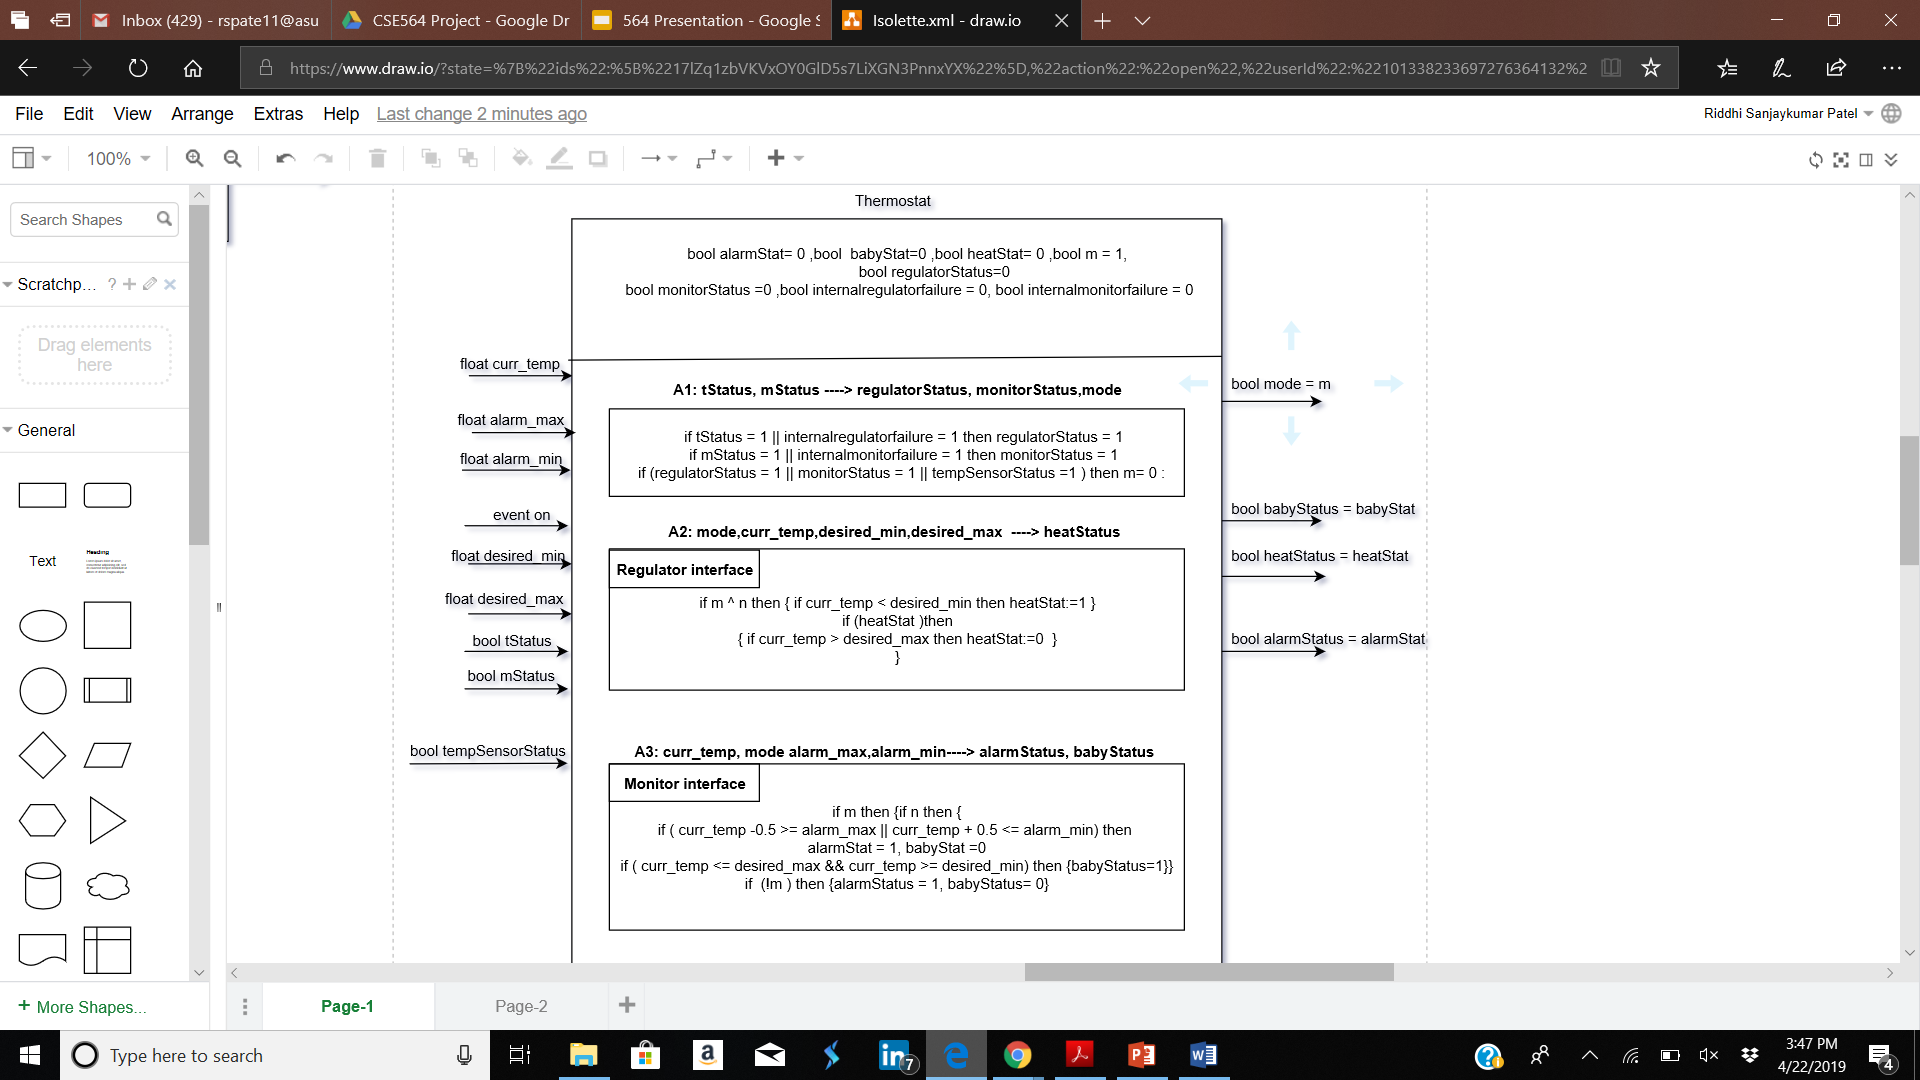 Inbox (429) - rspate11@asu
CSE564 Project - Google Dr
564 Presentation - Google S
Isolette.xml - draw.io
https://www.draw.io/?state=%7B%22ids%22:%5B%2217lZq1zbVKVxOY0GlD5s7LiXGN3PnnxYX%22%5D,%22action%22:%22open%22,%22userId%22:%22101338233697276364132%2
File Edit View Arrange Extras Help Last change 2 minutes ago
Riddhi Sanjaykumar Patel
100%
Search Shapes
Scratchp... ?
Drag elements
here
General
Text
Heading
More Shapes...
Thermostat
bool alarmStat= 0 ,bool  babyStat=0 ,bool heatStat= 0 ,bool m = 1,
bool regulatorStatus=0
bool monitorStatus =0 ,bool internalregulatorfailure = 0, bool internalmonitorfailure = 0
float curr_temp
float alarm_max
float alarm_min
event on
float desired_min
float desired_max
bool tStatus
bool mStatus
bool tempSensorStatus
A1: tStatus, mStatus ----> regulatorStatus, monitorStatus,mode
if tStatus = 1 || internalregulatorfailure = 1 then regulatorStatus = 1
if mStatus = 1 || internalmonitorfailure = 1 then monitorStatus = 1
if (regulatorStatus = 1 || monitorStatus = 1 || tempSensorStatus =1 ) then m= 0 :
A2: mode,curr_temp,desired_min,desired_max  ----> heatStatus
Regulator interface
if m ^ n then { if curr_temp < desired_min then heatStat:=1 }
if (heatStat )then
{ if curr_temp > desired_max then heatStat:=0  }
}
A3: curr_temp, mode alarm_max,alarm_min----> alarmStatus, babyStatus
Monitor interface
if m then {if n then {
if ( curr_temp -0.5 >= alarm_max || curr_temp + 0.5 <= alarm_min) then
alarmStat = 1, babyStat =0
if ( curr_temp <= desired_max && curr_temp >= desired_min) then {babyStatus=1}}
if  (!m ) then {alarmStatus = 1, babyStatus= 0}
bool mode = m
bool babyStatus = babyStat
bool heatStatus = heatStat
bool alarmStatus = alarmStat
Page-1
Page-2
Type here to search
7
3:47 PM
4/22/2019
4